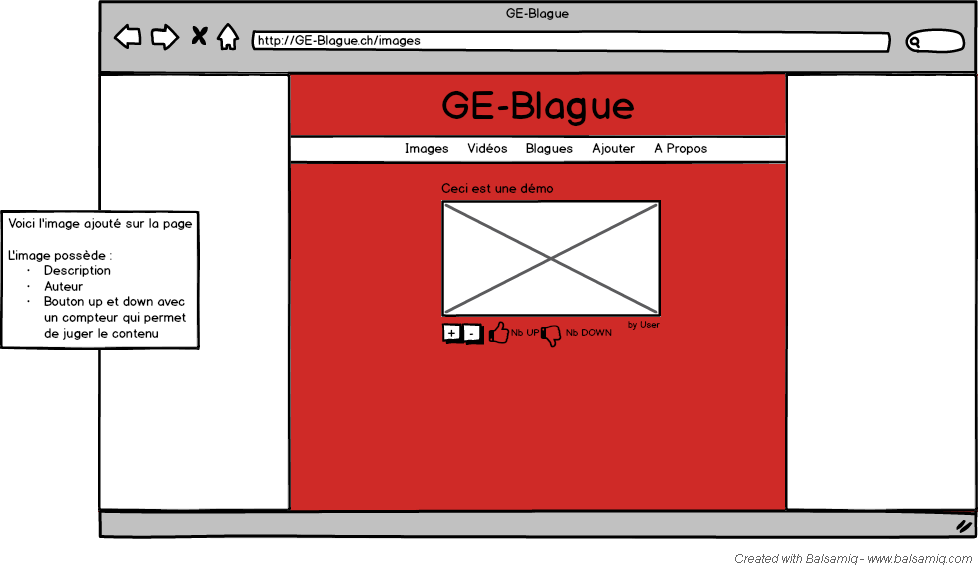 GE-Blague
http://GE-Blague.ch/images
GE-Blague
Images Vidéos Blagues Ajouter A Propos
Ceci est une démo
Voici l'image ajouté sur la page
L'image possède :
· Description
· Auteur
· Bouton up et down avec
un compteur qui permet
de juger le contenu
by User
+ - Nb UP Nb DOWN
Created with Balsamiq - www.balsamiq.com